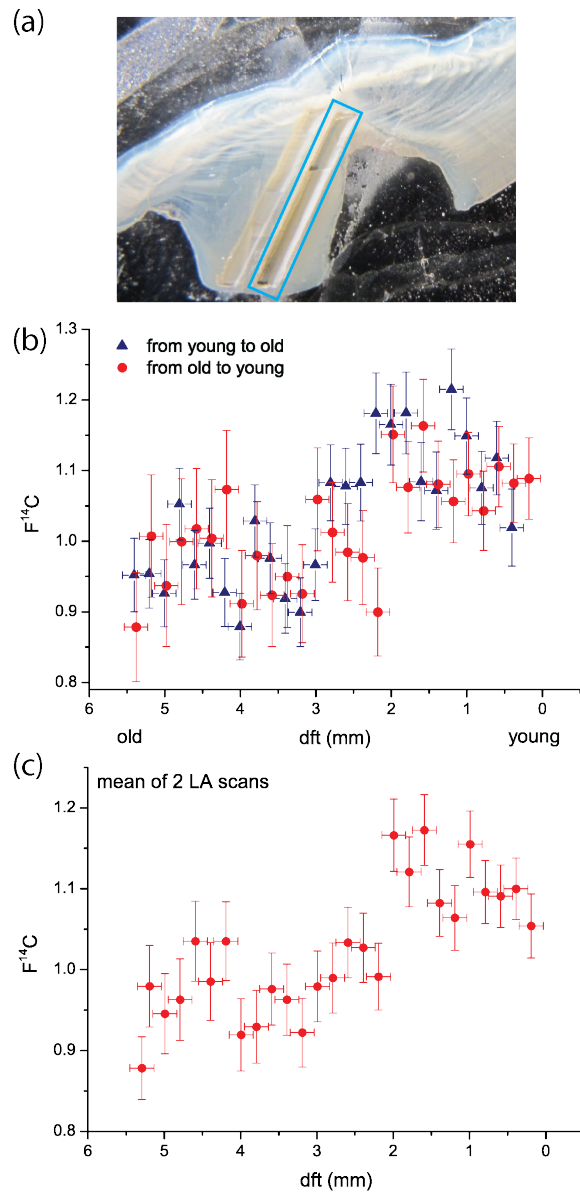 (a)
(b)
1.3
1.2
1.1
1.0
0.9
0.8
F¹⁴C
from young to old
from old to young
6 5 4 3 2 1 0
old dft (mm) young
(c)
mean of 2 LA scans
1.2
1.1
1.0
0.9
0.8
F¹⁴C
6 5 4 3 2 1 0
dft (mm)